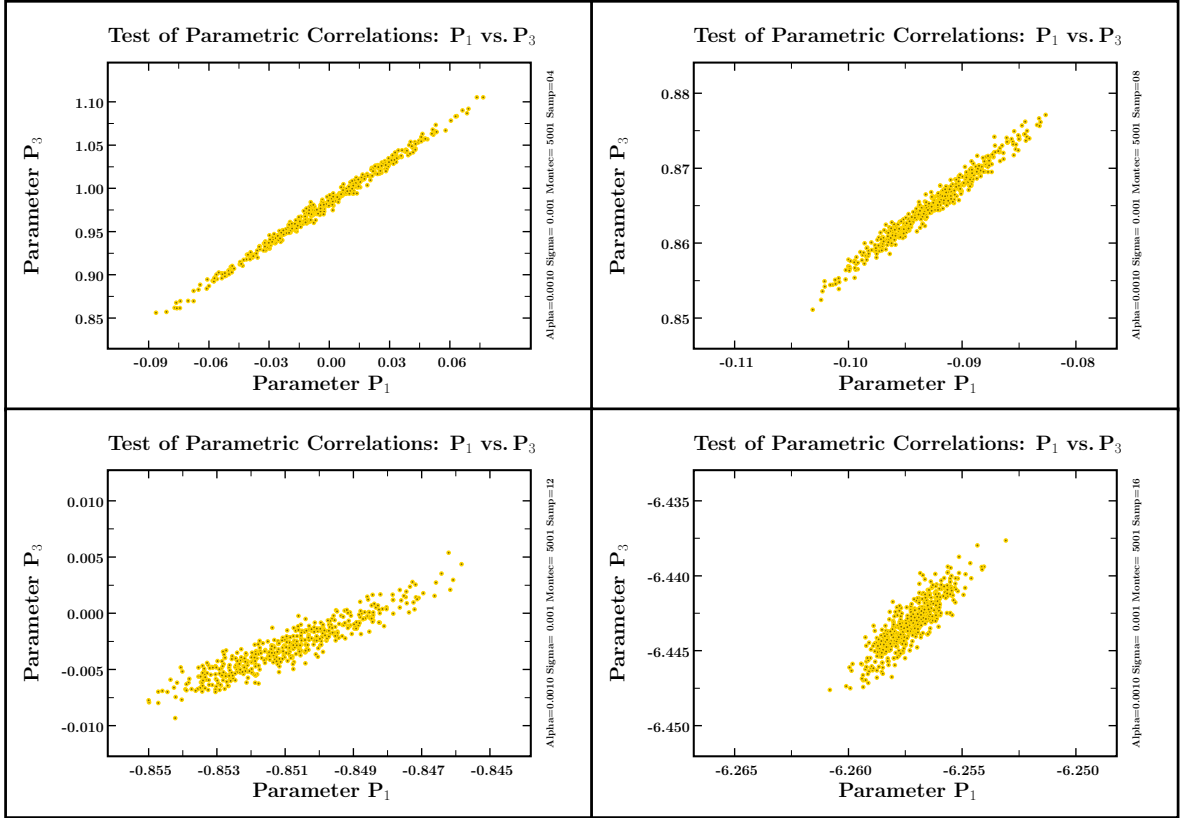 Test of Parametric Correlations: P₁ vs. P₃
Parameter P₃
1.10
1.05
1.00
0.95
0.90
0.85
-0.09 -0.06 -0.03 0.00 0.03 0.06
Parameter P₁
Alpha=0.0010 Sigma= 0.001 Montec= 5001 Samp=04
Test of Parametric Correlations: P₁ vs. P₃
Parameter P₃
0.88
0.87
0.86
0.85
-0.11 -0.10 -0.09 -0.08
Parameter P₁
Alpha=0.0010 Sigma= 0.001 Montec= 5001 Samp=08
Test of Parametric Correlations: P₁ vs. P₃
Parameter P₃
0.010
0.005
0.000
-0.005
-0.010
-0.855 -0.853 -0.851 -0.849 -0.847 -0.845
Parameter P₁
Alpha=0.0010 Sigma= 0.001 Montec= 5001 Samp=12
Test of Parametric Correlations: P₁ vs. P₃
Parameter P₃
-6.435
-6.440
-6.445
-6.450
-6.265 -6.260 -6.255 -6.250
Parameter P₁
Alpha=0.0010 Sigma= 0.001 Montec= 5001 Samp=16